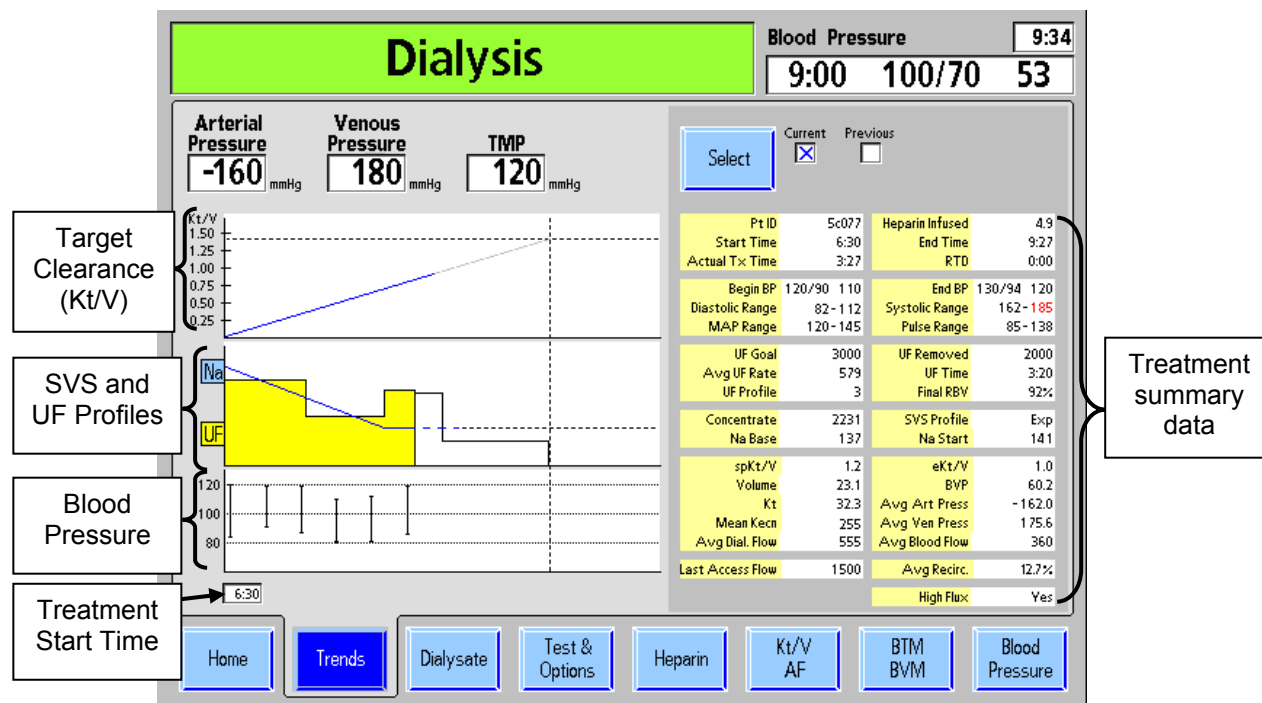 Dialysis
Blood Pressure 9:34
9:00 100/70 53
Arterial Pressure
-160 mmHg
Venous Pressure
180 mmHg
TMP
120 mmHg
Select
Current Previous
Target Clearance (Kt/V)
SVS and UF Profiles
Blood Pressure
Treatment Start Time
Kt/V
1.50
1.25
1.00
0.75
0.50
0.25
Na
UF
120
100
80
6:30
Pt ID 5c077 Heparin Infused 4.9
Start Time 6:30 End Time 9:27
Actual Tx Time 3:27 RTD 0:00
Begin BP 120/90 110 End BP 130/94 120
Diastolic Range 82-112 Systolic Range 162-185
MAP Range 120-145 Pulse Range 85-138
UF Goal 3000 UF Removed 2000
Avg UF Rate 579 UF Time 3:20
UF Profile 3 Final RBV 92%
Concentrate 2231 SVS Profile Exp
Na Base 137 Na Start 141
spKt/V 1.2 eKt/V 1.0
Volume 23.1 BVP 60.2
Kt 32.3 Avg Art Press -162.0
Mean Kecn 255 Avg Ven Press 175.6
Avg Dial. Flow 555 Avg Blood Flow 360
Last Access Flow 1500 Avg Recirc. 12.7%
High Flux Yes
Treatment summary data
Home
Trends
Dialysate
Test & Options
Heparin
Kt/V AF
BTM BVM
Blood Pressure